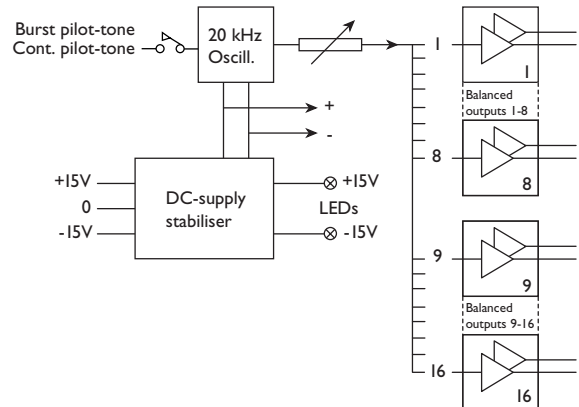 Burst pilot-tone
Cont. pilot-tone
20 kHz
Oscill.
+
-
+15V
0
-15V
DC-supply
stabiliser
+15V
LEDs
-15V
1
1
Balanced
outputs 1-8
8
8
9
9
Balanced
outputs 9-16
16
16